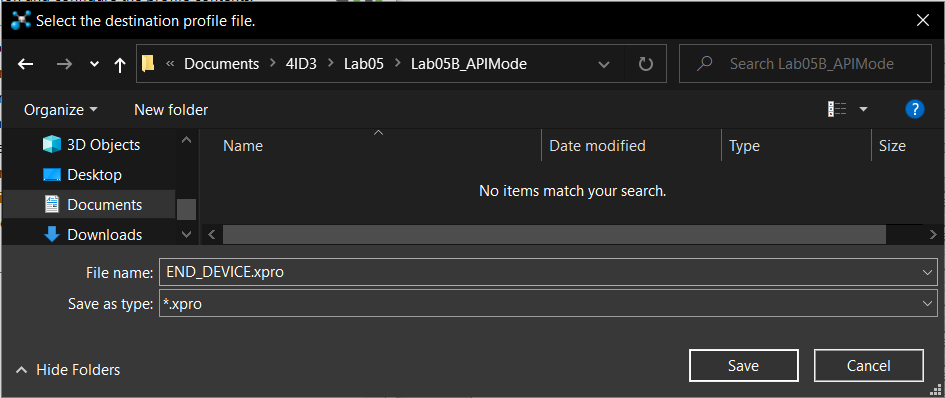 Select the destination profile file.
« Documents > 4ID3 > Lab05 > Lab05B_APIMode
Search Lab05B_APIMode
Organize
New folder
?
3D Objects
Desktop
Documents
Downloads
Name
Date modified
Type
Size
No items match your search.
File name: END_DEVICE.xpro
Save as type: *.xpro
Hide Folders
Save
Cancel